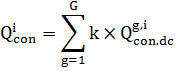 Q^i_con = ∑_{g=1}^{G} k × Q^{g,i}_{con.dc}